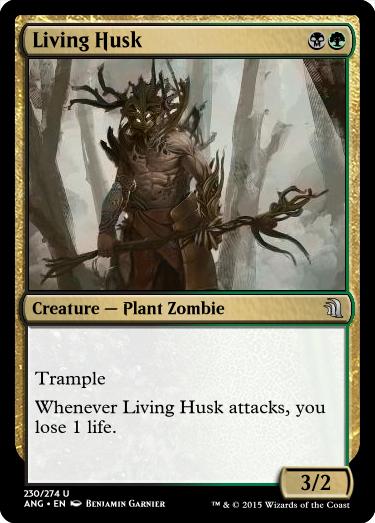 Living Husk
Creature — Plant Zombie
Trample
Whenever Living Husk attacks, you
lose 1 life.
3/2
230/274 U
ANG • EN Benjamin Garnier
™ & © 2015 Wizards of the Coast